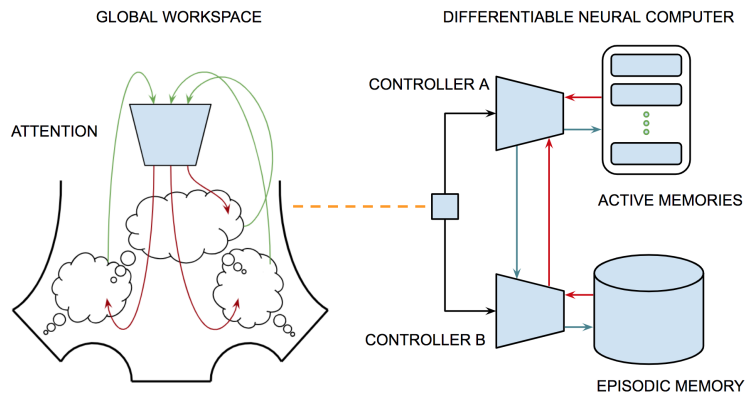 GLOBAL WORKSPACE
ATTENTION
DIFFERENTIABLE NEURAL COMPUTER
CONTROLLER A
ACTIVE MEMORIES
CONTROLLER B
EPISODIC MEMORY